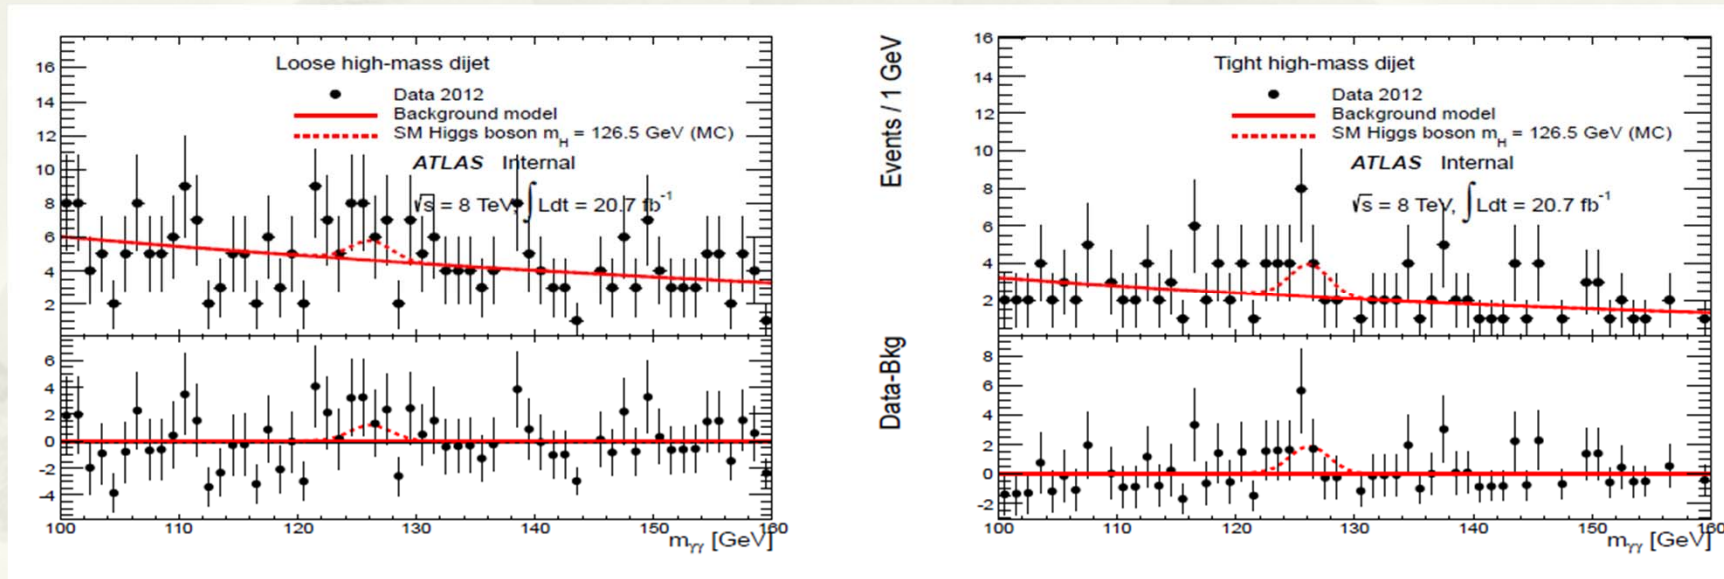 16
14
12
10
8
6
4
2
Loose high-mass dijet
Data 2012
Background model
SM Higgs boson mH = 126.5 GeV (MC)
ATLAS Internal
√s = 8 TeV, ∫Ldt = 20.7 fb-1
6
4
2
0
-2
-4
100 110 120 130 140 150 160
mγγ [GeV]
Events / 1 GeV
16
14
12
10
8
6
4
2
Tight high-mass dijet
Data 2012
Background model
SM Higgs boson mH = 126.5 GeV (MC)
ATLAS Internal
√s = 8 TeV, ∫Ldt = 20.7 fb-1
Data-Bkg
8
6
4
2
0
-2
100 110 120 130 140 150 160
mγγ [GeV]